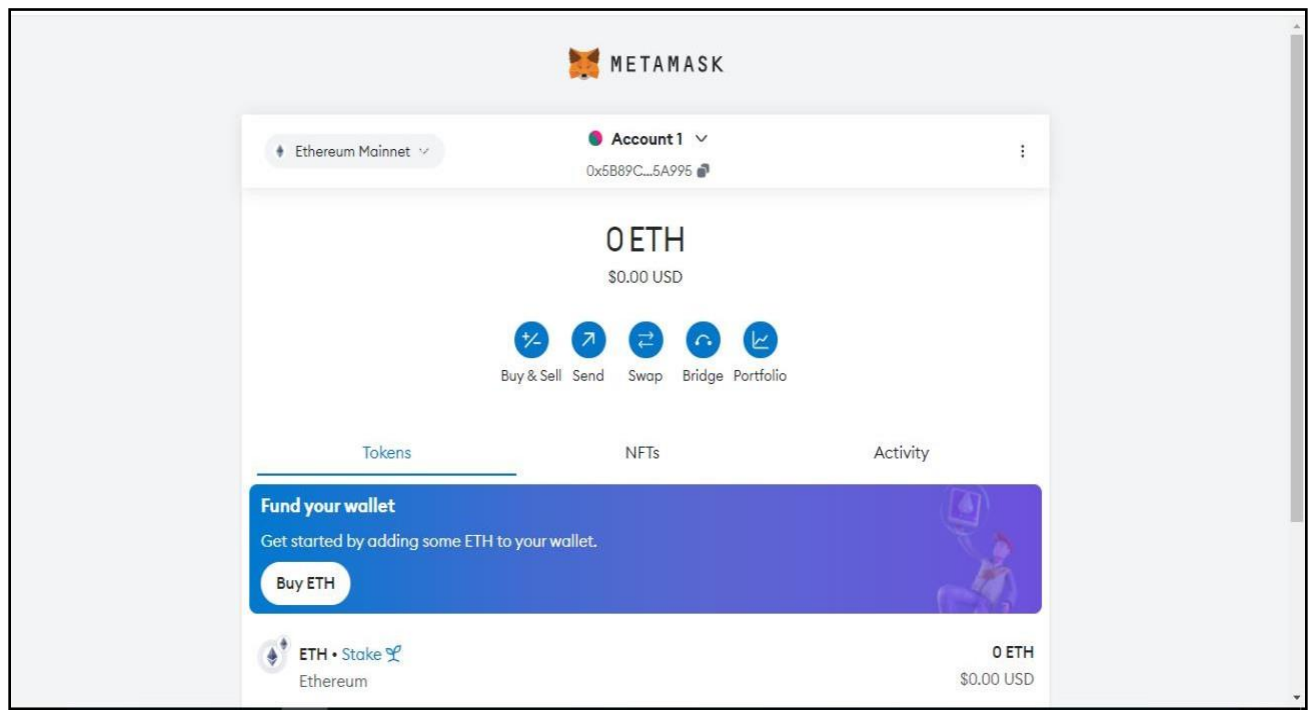 METAMASK
Ethereum Mainnet
Account 1
0x5B89C...5A995
0 ETH
$0.00 USD
Buy & Sell Send Swap Bridge Portfolio
Tokens NFTs Activity
Fund your wallet
Get started by adding some ETH to your wallet.
Buy ETH
ETH • Stake 0 ETH
Ethereum $0.00 USD